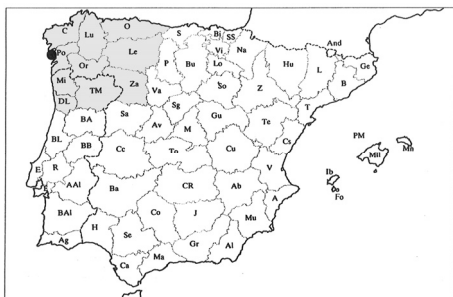 C Lu O S Bi SS
Po Or Le P Bu Vi Lo Na Hu And L Ge
Mi TM Za Va So Z B
DL Sg T
BA Sa Av M Gu Te PM Mn
BL BB Cc To Cu Cs Mll
E R AAl Ba CR Ab V Ib
BAl Co J Mu A Fo
Ag H Se Gr Al
Ca Ma